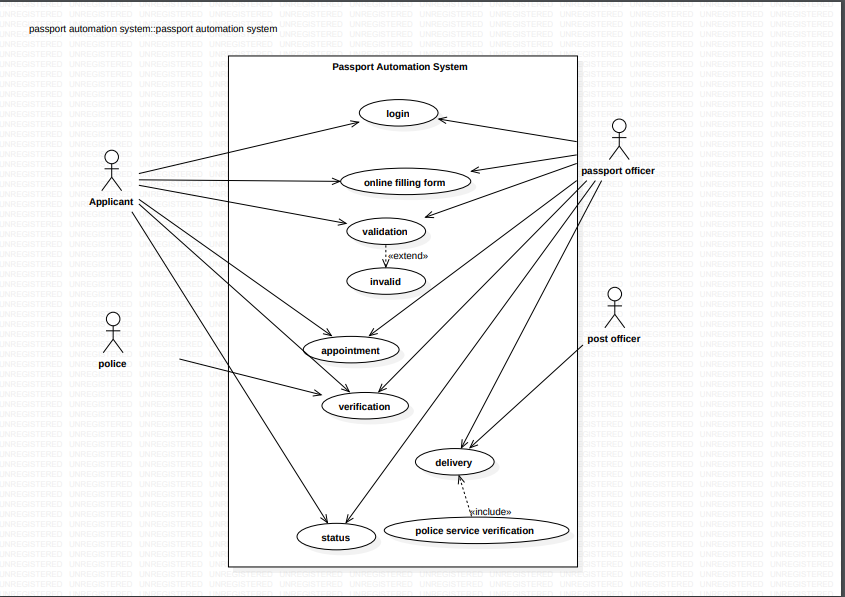 passport automation system::passport automation system
Passport Automation System
login
passport officer
online filling form
Applicant
validation
«extend»
invalid
post officer
appointment
police
verification
delivery
«include»
police service verification
status
UNREGISTERED